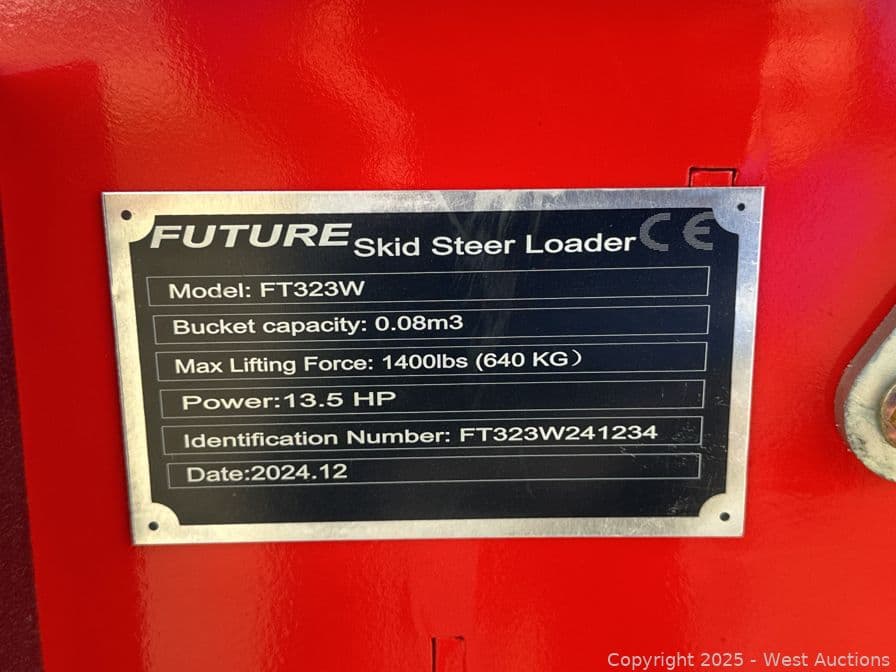 FUTURE Skid Steer Loader CE
Model: FT323W
Bucket capacity: 0.08m3
Max Lifting Force: 1400lbs (640 KG）
Power:13.5 HP
Identification Number: FT323W241234
Date:2024.12
Copyright 2025 - West Auctions